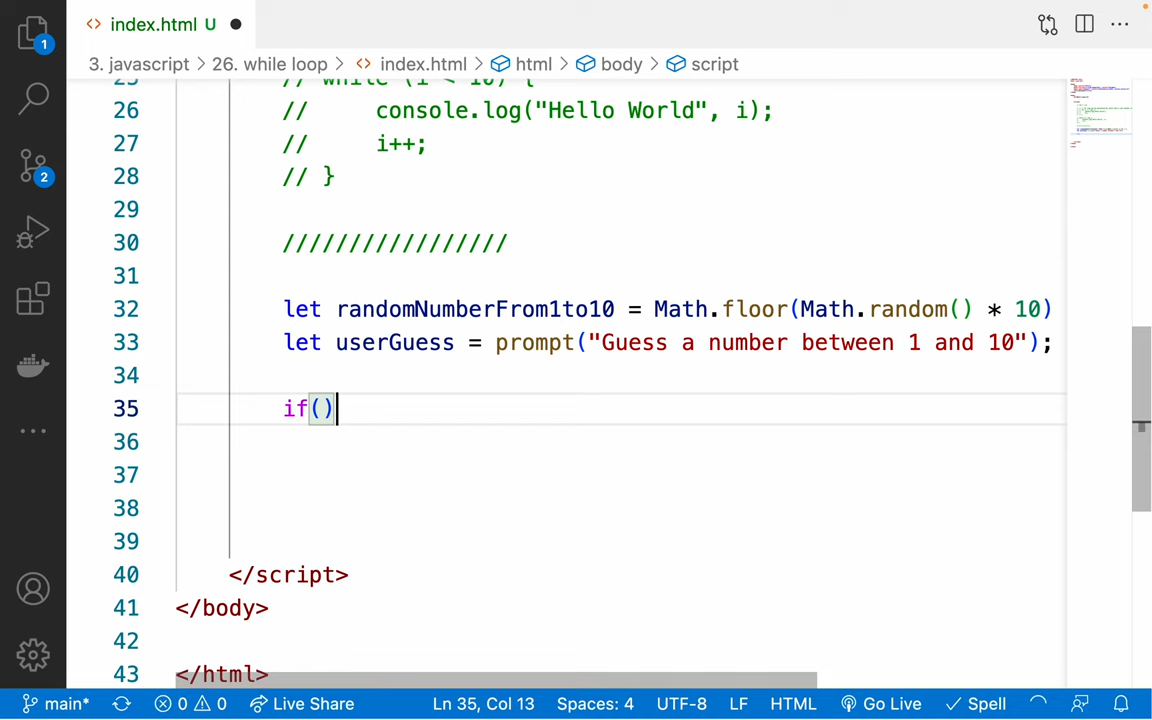 index.html U
3. javascript > 26. while loop > index.html > html > body > script
25 // while (i < 10) {
26 // console.log("Hello World", i);
27 // i++;
28 // }
29
30 /////////////////
31
32 let randomNumberFrom1to10 = Math.floor(Math.random() * 10)
33 let userGuess = prompt("Guess a number between 1 and 10");
34
35 if()
36
37
38
39
40 </script>
41 </body>
42
43 </html>
1
2
main* 0 0 Live Share Ln 35, Col 13 Spaces: 4 UTF-8 LF HTML Go Live Spell